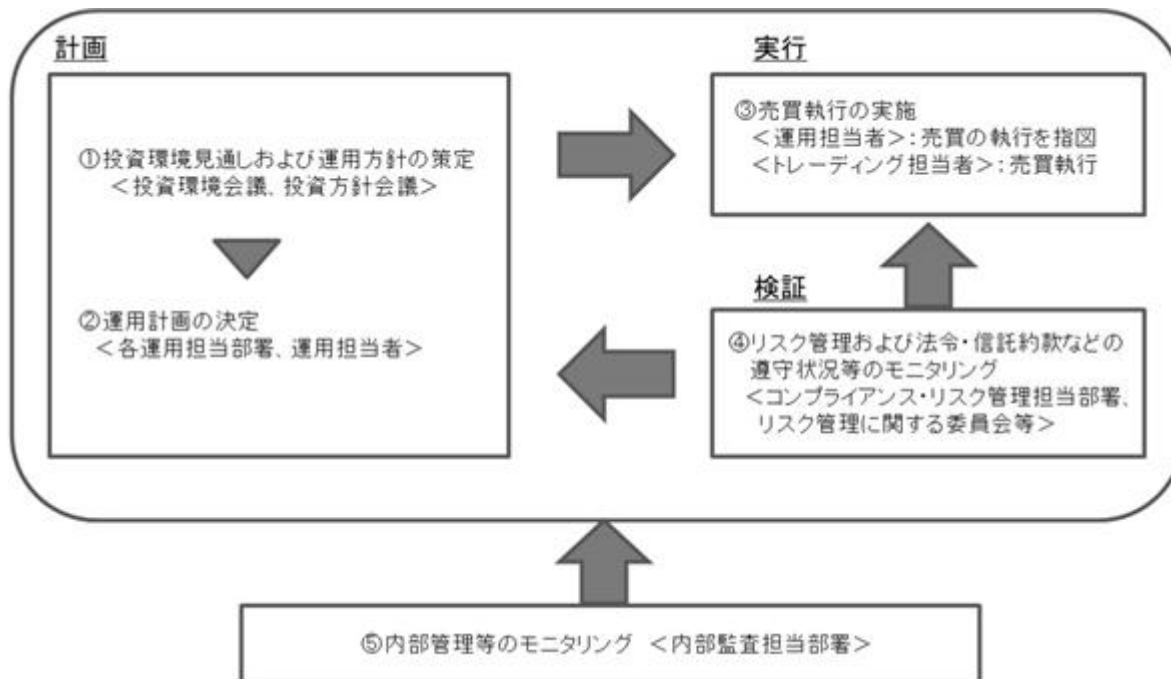 計画
①投資環境見通しおよび運用方針の策定
<投資環境会議、投資方針会議>
②運用計画の決定
<各運用担当部署、運用担当者>
実行
③売買執行の実施
<運用担当者>:売買の執行を指図
<トレーディング担当者>:売買執行
検証
④リスク管理および法令・信託約款などの
遵守状況等のモニタリング
<コンプライアンス・リスク管理担当部署、
リスク管理に関する委員会等>
⑤内部管理等のモニタリング <内部監査担当部署>